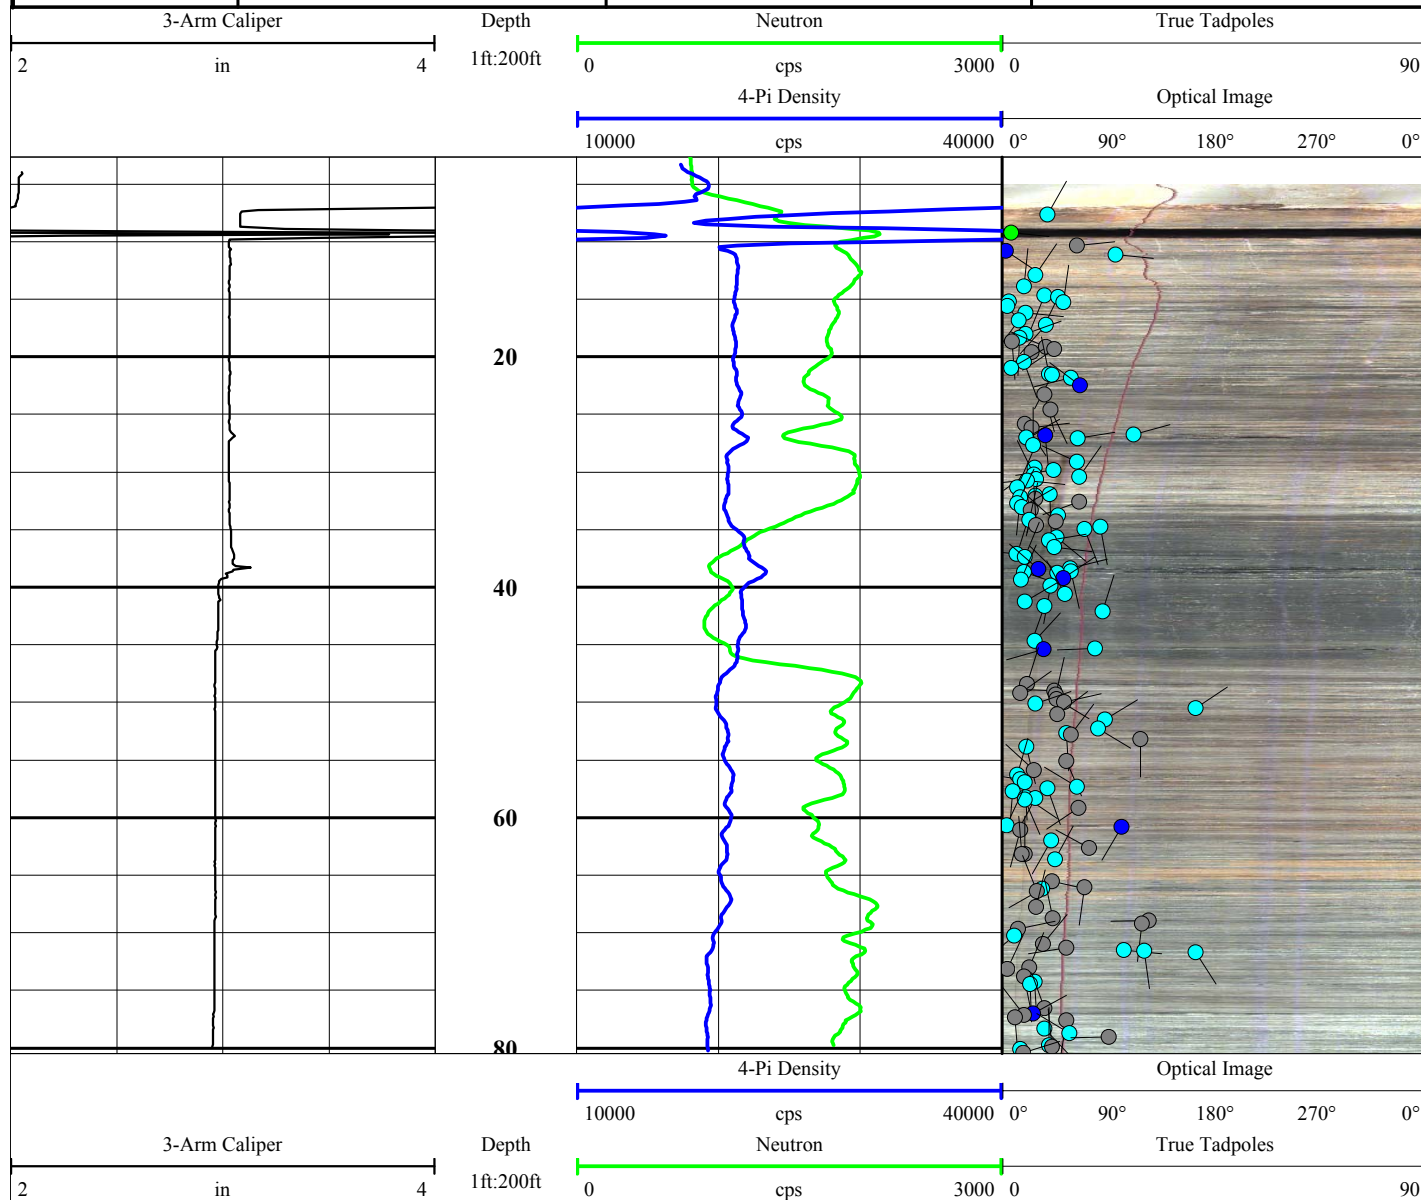 3-Arm Caliper Depth Neutron True Tadpoles
2 in 4 1ft:200ft 0 cps 3000 0 90
4-Pi Density Optical Image
10000 cps 40000 0° 90° 180° 270° 0°
20
40
60
80
4-Pi Density Optical Image
10000 cps 40000 0° 90° 180° 270° 0°
3-Arm Caliper Depth Neutron True Tadpoles
2 in 4 1ft:200ft 0 cps 3000 0 90